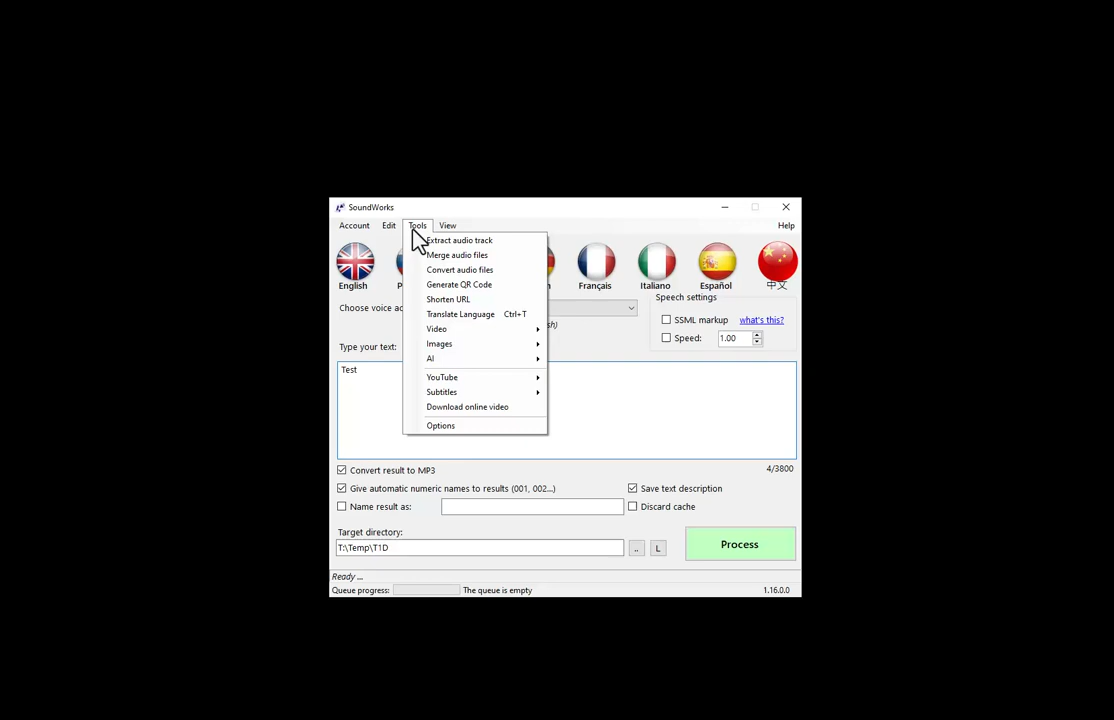 SoundWorks
Account Edit Tools View Help
Extract audio track
Merge audio files
Convert audio files
Generate QR Code
Shorten URL
Translate Language Ctrl+T
Video
Images
AI
YouTube
Subtitles
Download online video
Options
English Français Italiano Español 中文
Choose voice
Speech settings
SSML markup what's this?
Speed: 1.00
Type your text:
Test
Convert result to MP3 4/3800
Give automatic numeric names to results (001, 002...) Save text description
Name result as: Discard cache
Target directory:
T:\Temp\T1D .. L Process
Ready ...
Queue progress: The queue is empty 1.16.0.0